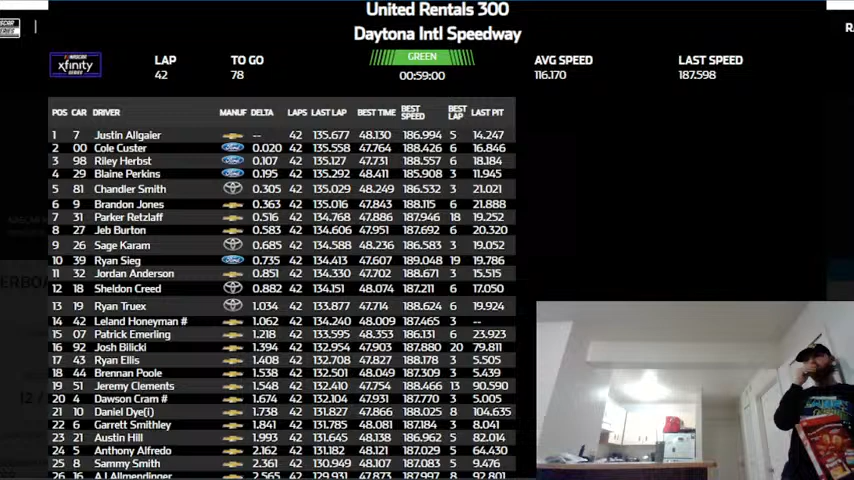 United Rentals 300
Daytona Intl Speedway
xfinity
LAP TO GO GREEN AVG SPEED LAST SPEED
42 78 00:59:00 116.170 187.598
POS CAR DRIVER MANUF DELTA LAPS LAST LAP BEST TIME BEST SPEED BEST LAP LAST PIT
1 7 Justin Allgaier -- 42 135.677 48.130 186.994 5 14.247
2 00 Cole Custer 0.020 42 135.558 47.764 188.426 6 16.846
3 98 Riley Herbst 0.107 42 135.127 47.731 188.557 6 18.184
4 29 Blaine Perkins 0.195 42 135.292 48.411 185.908 3 11.945
5 81 Chandler Smith 0.305 42 135.029 48.249 186.532 3 21.021
6 9 Brandon Jones 0.363 42 135.016 47.843 188.115 6 21.888
7 31 Parker Retzlaff 0.516 42 134.768 47.886 187.946 18 19.252
8 27 Jeb Burton 0.583 42 134.606 47.951 187.692 6 20.320
9 26 Sage Karam 0.685 42 134.588 48.236 186.583 3 19.052
10 39 Ryan Sieg 0.735 42 134.413 47.607 189.048 19 19.786
11 32 Jordan Anderson 0.851 42 134.330 47.702 188.671 3 15.515
12 18 Sheldon Creed 0.882 42 134.151 48.074 187.211 6 17.050
13 19 Ryan Truex 1.034 42 133.877 47.714 188.624 6 19.924
14 42 Leland Honeyman # 1.062 42 134.240 48.009 187.465 3 --
15 07 Patrick Emerling 1.218 42 133.595 48.353 186.131 6 23.923
16 92 Josh Bilicki 1.394 42 132.954 47.903 187.880 20 79.811
17 43 Ryan Ellis 1.408 42 132.708 47.827 188.178 3 5.505
18 44 Brennan Poole 1.538 42 132.501 48.049 187.309 3 5.439
19 51 Jeremy Clements 1.548 42 132.410 47.754 188.466 13 90.590
20 4 Dawson Cram # 1.674 42 132.104 47.931 187.770 3 5.005
21 10 Daniel Dye(i) 1.738 42 131.827 47.866 188.025 8 104.635
22 6 Garrett Smithley 1.841 42 131.785 48.081 187.184 3 8.041
23 21 Austin Hill 1.993 42 131.645 48.138 186.962 5 82.014
24 5 Anthony Alfredo 2.162 42 131.182 48.121 187.029 5 64.430
25 8 Sammy Smith 2.361 42 130.949 48.107 187.083 5 9.476
26 16 AJ Allmendinger 2.565 42 129.931 47.873 187.997 8 92.801